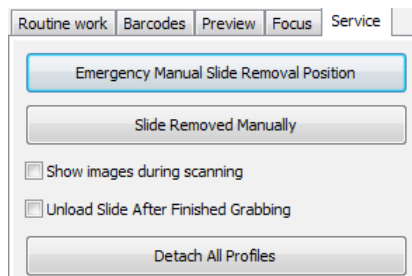 Routine work Barcodes Preview Focus Service
Emergency Manual Slide Removal Position
Slide Removed Manually
Show images during scanning
Unload Slide After Finished Grabbing
Detach All Profiles